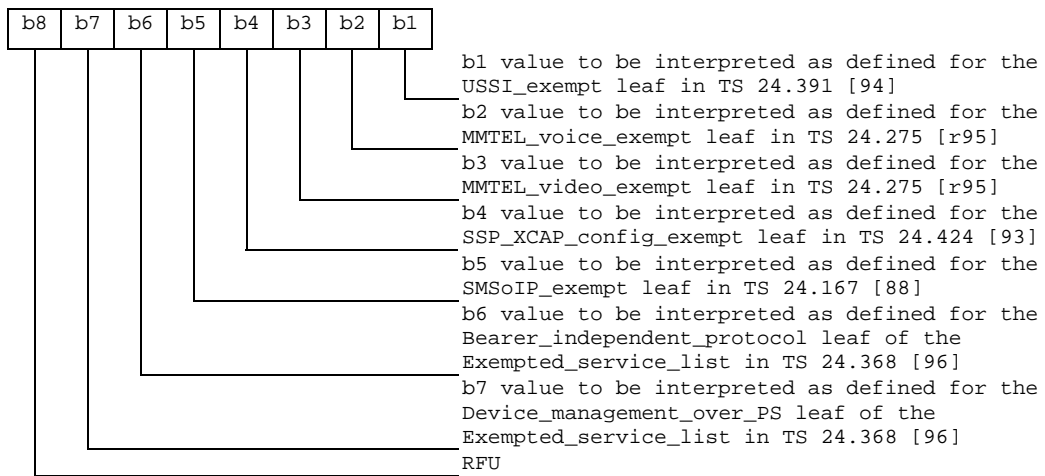 b8 b7 b6 b5 b4 b3 b2 b1
b1 value to be interpreted as defined for the
USSI_exempt leaf in TS 24.391 [94]
b2 value to be interpreted as defined for the
MMTEL_voice_exempt leaf in TS 24.275 [r95]
b3 value to be interpreted as defined for the
MMTEL_video_exempt leaf in TS 24.275 [r95]
b4 value to be interpreted as defined for the
SSP_XCAP_config_exempt leaf in TS 24.424 [93]
b5 value to be interpreted as defined for the
SMSoIP_exempt leaf in TS 24.167 [88]
b6 value to be interpreted as defined for the
Bearer_independent_protocol leaf of the
Exempted_service_list in TS 24.368 [96]
b7 value to be interpreted as defined for the
Device_management_over_PS leaf of the
Exempted_service_list in TS 24.368 [96]
RFU